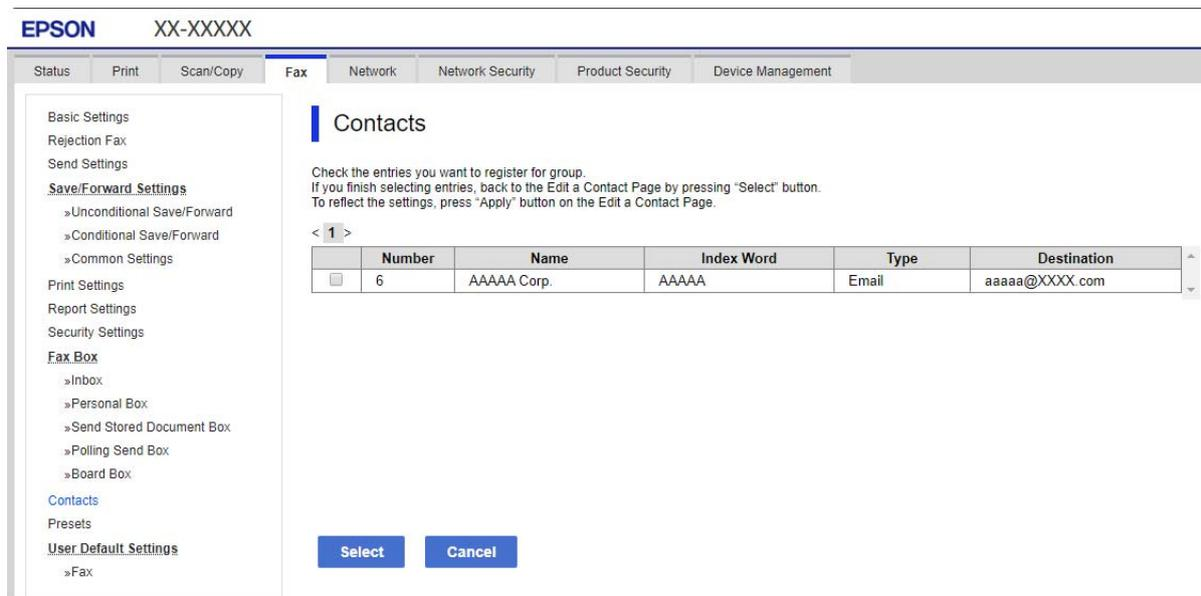 EPSON XX-XXXXX
Status Print Scan/Copy Fax Network Network Security Product Security Device Management
Basic Settings
Rejection Fax
Send Settings
Save/Forward Settings
»Unconditional Save/Forward
»Conditional Save/Forward
»Common Settings
Print Settings
Report Settings
Security Settings
Fax Box
»Inbox
»Personal Box
»Send Stored Document Box
»Polling Send Box
»Board Box
Contacts
Presets
User Default Settings
»Fax
Contacts
Check the entries you want to register for group.
If you finish selecting entries, back to the Edit a Contact Page by pressing “Select” button.
To reflect the settings, press “Apply” button on the Edit a Contact Page.
< 1 >
Number Name Index Word Type Destination
6 AAAAA Corp. AAAAA Email aaaaa@XXXX.com
Select Cancel